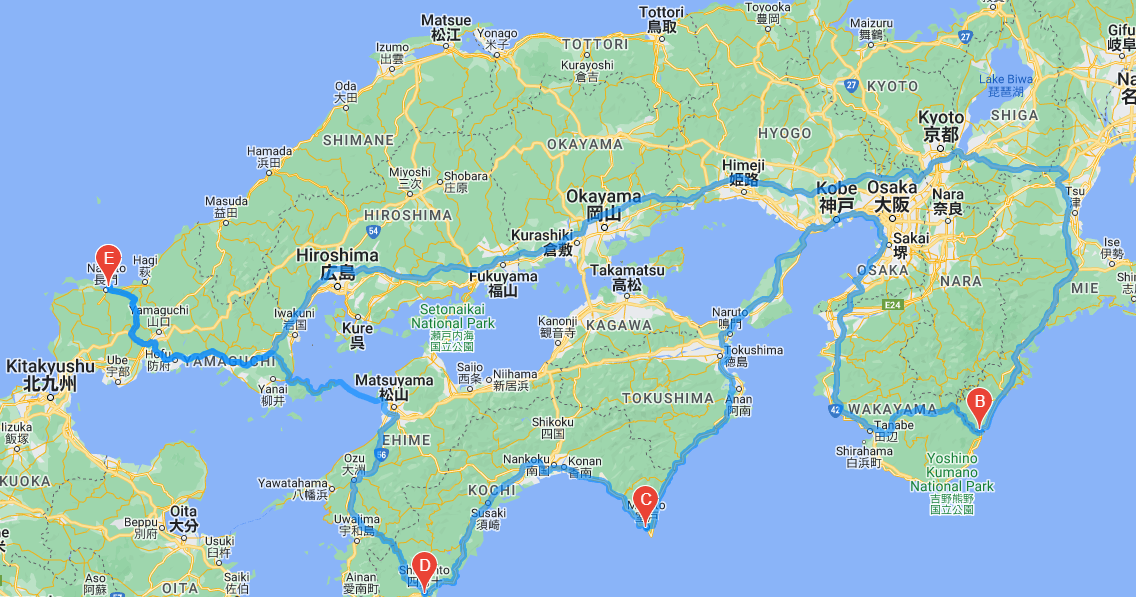 Toyooka
豊岡
Tottori
鳥取
Matsue
松江
Yonago
米子
Maizuru
舞鶴
27
Gifu
Izumo
出雲
TOTTORI
Kurayoshi
倉吉
Lake Biwa
琵琶湖
27
KYOTO
Oda
大田
Kyoto
京都
SHIGA
SHIMANE
OKAYAMA
HYOGO
Hamada
浜田
Miyoshi
三次
Shobara
庄原
Himeji
姫路
Kobe
神戸
Osaka
大阪
Nara
奈良
Tsu
津
Masuda
益田
HIROSHIMA
54
Okayama
岡山
Kurashiki
倉敷
Sakai
堺
Ise
伊勢
E
Hagi
萩
長門
Hiroshima
広島
Fukuyama
福山
Takamatsu
高松
OSAKA
NARA
MIE
E24
Yamaguchi
山口
Iwakuni
岩国
Kure
呉
Setonaikai
National Park
瀬戸内海
国立公園
Kanonji
観音寺
KAGAWA
Naruto
鳴門
Tokushima
徳島
Hofu
防府
YAMAGUCHI
Ube
宇部
Kitakyushu
北九州
Yanai
柳井
Matsuyama
松山
Saijo
西条
Niihama
新居浜
TOKUSHIMA
Anan
阿南
42
WAKAYAMA
B
Tanabe
田辺
Shirahama
白浜町
Iizuka
飯塚
EHIME
56
Shikoku
四国
Nankoku
南国
Konan
香南
Yoshino
Kumano
National Park
吉野熊野
国立公園
Ozu
大洲
Yawatahama
八幡浜
KOCHI
Susaki
須崎
C
Oita
大分
Beppu
別府
Usuki
臼杵
Uwajima
宇和島
D
Ainan
愛南町
Aso
阿蘇
OITA
Saiki
佐伯